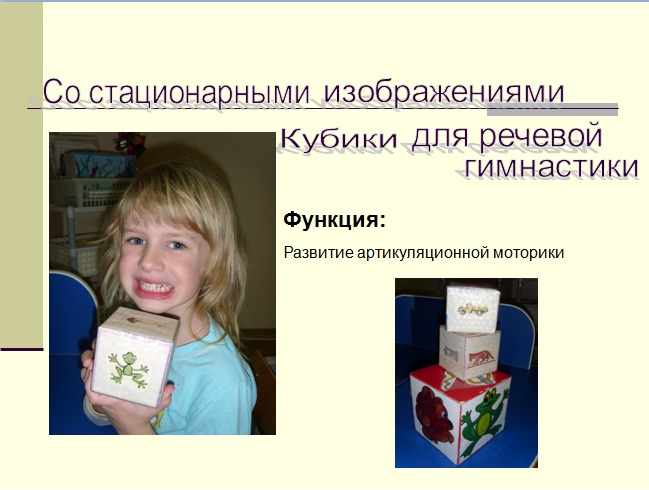 Со стационарными изображениями
Кубики для речевой
гимнастики
Функция:
Развитие артикуляционной моторики